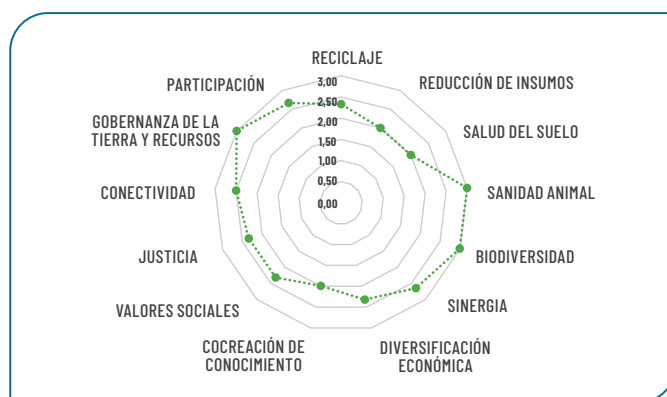 RECICLAJE
REDUCCIÓN DE INSUMOS
SALUD DEL SUELO
SANIDAD ANIMAL
BIODIVERSIDAD
SINERGIA
DIVERSIFICACIÓN
ECONÓMICA
COCREACIÓN DE
CONOCIMIENTO
VALORES SOCIALES
JUSTICIA
CONECTIVIDAD
GOBERNANZA DE LA
TIERRA Y RECURSOS
PARTICIPACIÓN
3,00
2,50
2,00
1,50
1,00
0,50
0,00